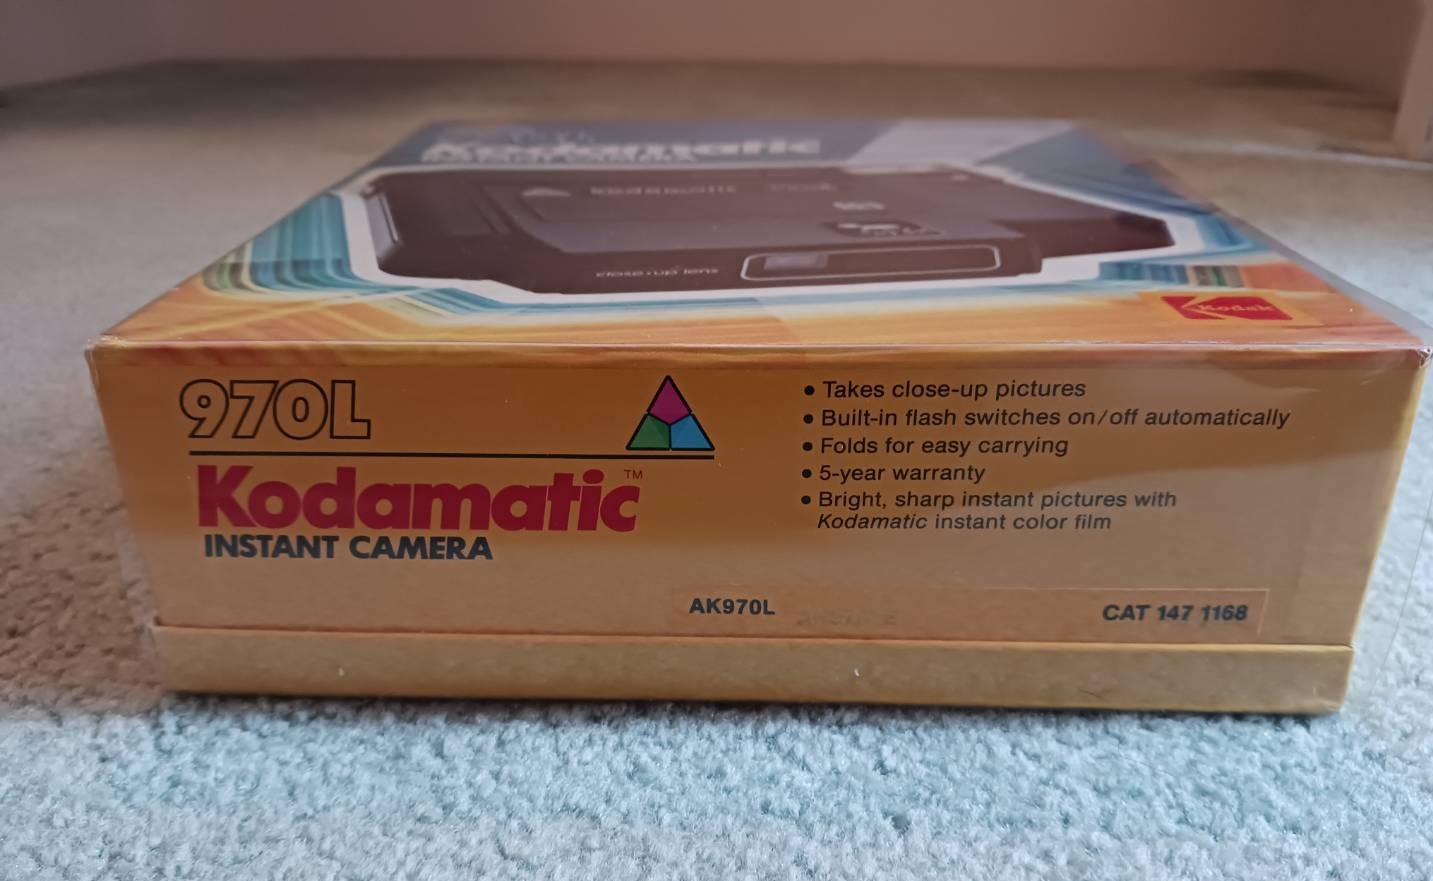 Kodamatic
kodamatic
close-up lens
Kodak
970L
Kodamatic™
INSTANT CAMERA
• Takes close-up pictures
• Built-in flash switches on/off automatically
• Folds for easy carrying
• 5-year warranty
• Bright, sharp instant pictures with
Kodamatic instant color film
AK970L
CAT 147 1168